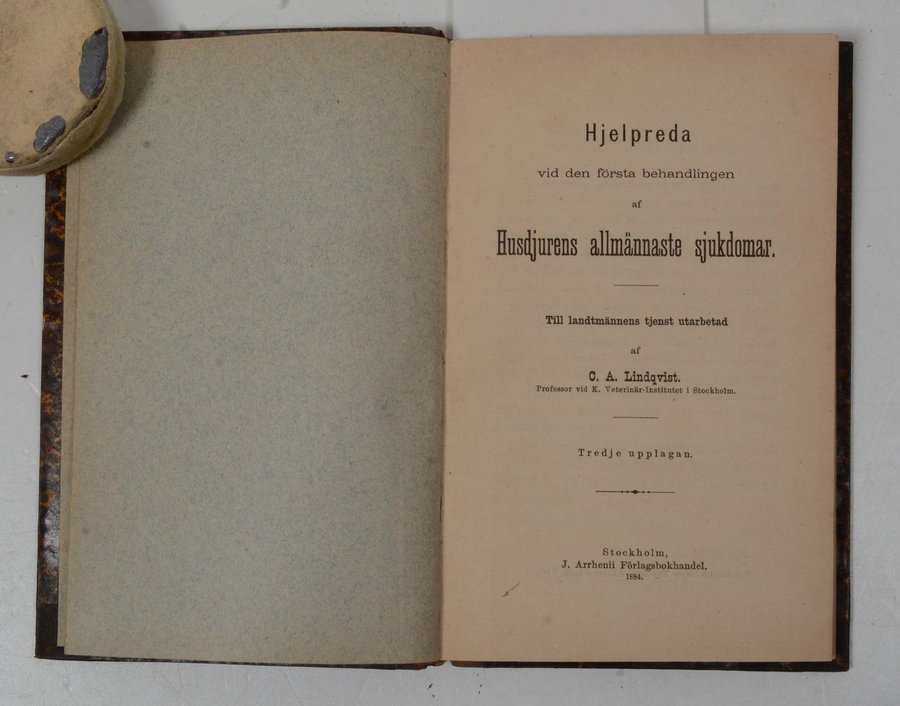 Hjelpreda
vid den första behandlingen
af
Husdjurens allmännaste sjukdomar.
Till landtmännens tjenst utarbetad
af
C. A. Lindqvist.
Professor vid K. Veterinär-Institutet i Stockholm.
Tredje upplagan.
Stockholm,
J. Arrhenii Förlagsbokhandel.
1884.